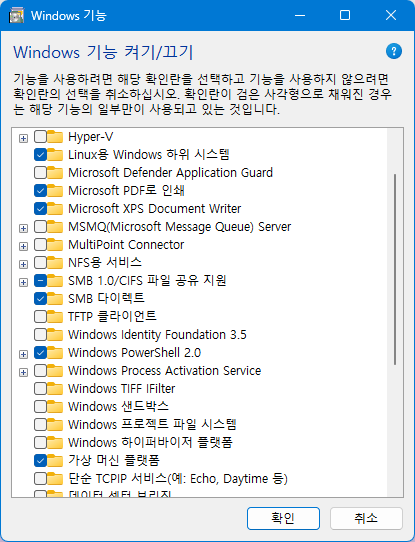 Windows 기능
Windows 기능 켜기/끄기
기능을 사용하려면 해당 확인란을 선택하고 기능을 사용하지 않으려면
확인란의 선택을 취소하십시오. 확인란이 검은 사각형으로 채워진 경우
는 해당 기능의 일부만이 사용되고 있는 것입니다.
Hyper-V
Linux용 Windows 하위 시스템
Microsoft Defender Application Guard
Microsoft PDF로 인쇄
Microsoft XPS Document Writer
MSMQ(Microsoft Message Queue) Server
MultiPoint Connector
NFS용 서비스
SMB 1.0/CIFS 파일 공유 지원
SMB 다이렉트
TFTP 클라이언트
Windows Identity Foundation 3.5
Windows PowerShell 2.0
Windows Process Activation Service
Windows TIFF IFilter
Windows 샌드박스
Windows 프로젝트 파일 시스템
Windows 하이퍼바이저 플랫폼
가상 머신 플랫폼
단순 TCPIP 서비스(예: Echo, Daytime 등)
데이터 센터 브리징
확인
취소